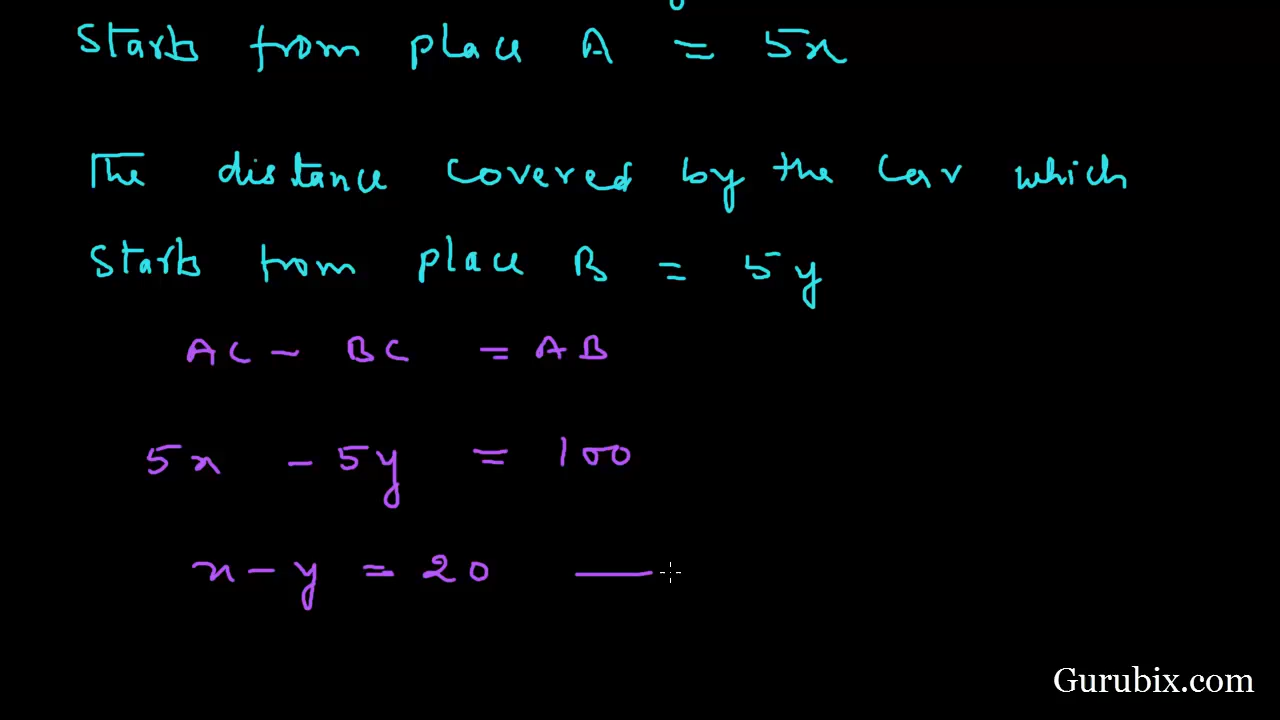 Starts from place A = 5x
The distance covered by the car which
starts from place B = 5y
AC - BC = AB
5x - 5y = 100
x - y = 20
Gurubix.com